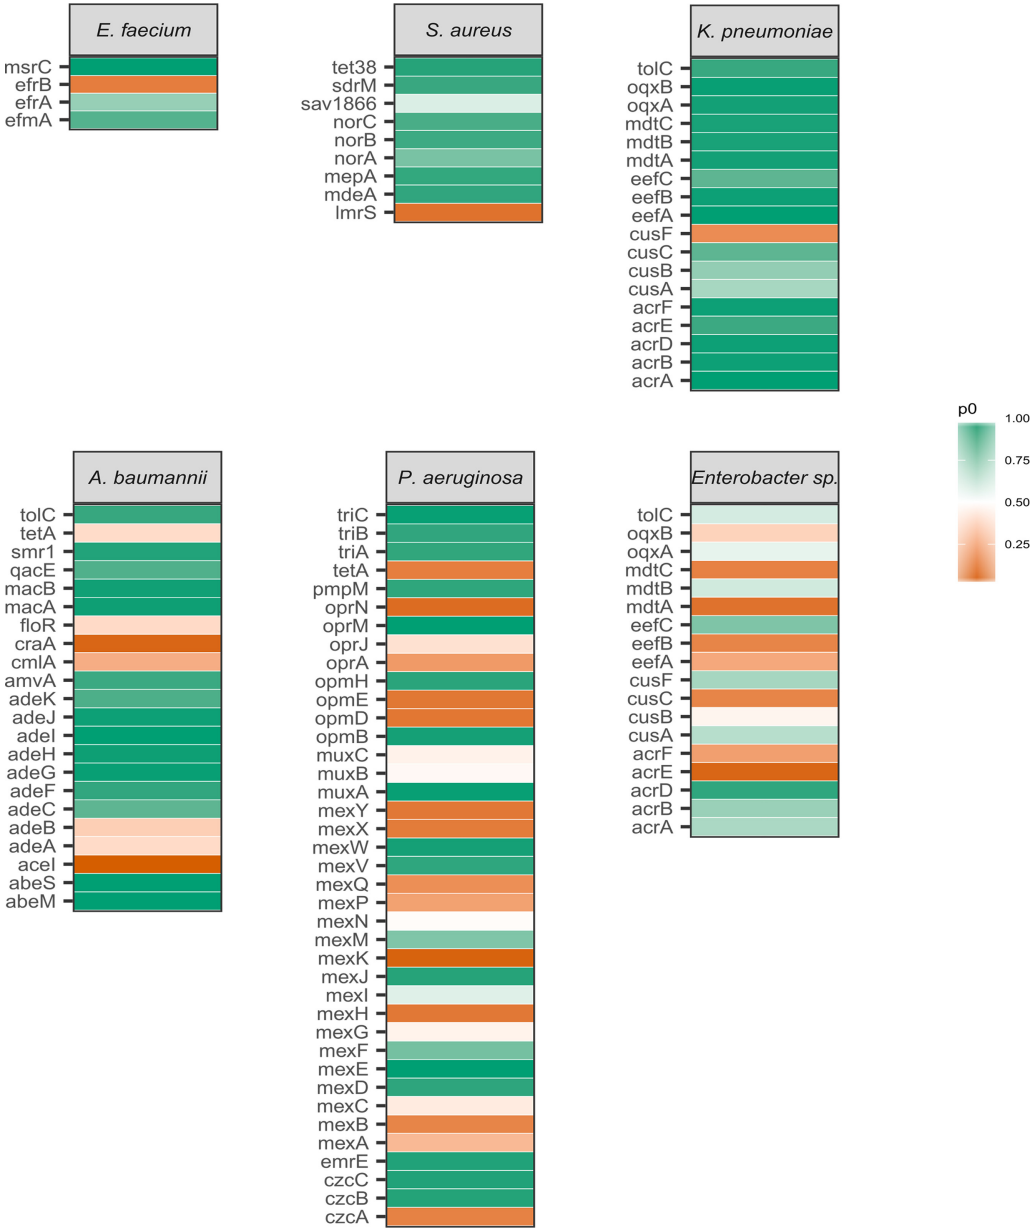 E. faecium
msrC
efrB
efrA
efmA
S. aureus
tet38
sdrM
sav1866
norC
norB
norA
mepA
mdeA
lmrS
K. pneumoniae
tolC
oqxB
oqxA
mdtC
mdtB
mdtA
eefC
eefB
eefA
cusF
cusC
cusB
cusA
acrF
acrE
acrD
acrB
acrA
p0
1.00
0.75
0.50
0.25
A. baumannii
tolC
tetA
smr1
qacE
macB
macA
floR
craA
cmlA
amvA
adeK
adeJ
adeI
adeH
adeG
adeF
adeC
adeB
adeA
aceI
abeS
abeM
P. aeruginosa
triC
triB
triA
tetA
pmpM
oprN
oprM
oprJ
oprA
opmH
opmE
opmD
opmB
muxC
muxB
muxA
mexY
mexX
mexW
mexV
mexQ
mexP
mexN
mexM
mexK
mexJ
mexI
mexH
mexG
mexF
mexE
mexD
mexC
mexB
mexA
emrE
czcC
czcB
czcA
Enterobacter sp.
tolC
oqxB
oqxA
mdtC
mdtB
mdtA
eefC
eefB
eefA
cusF
cusC
cusB
cusA
acrF
acrE
acrD
acrB
acrA